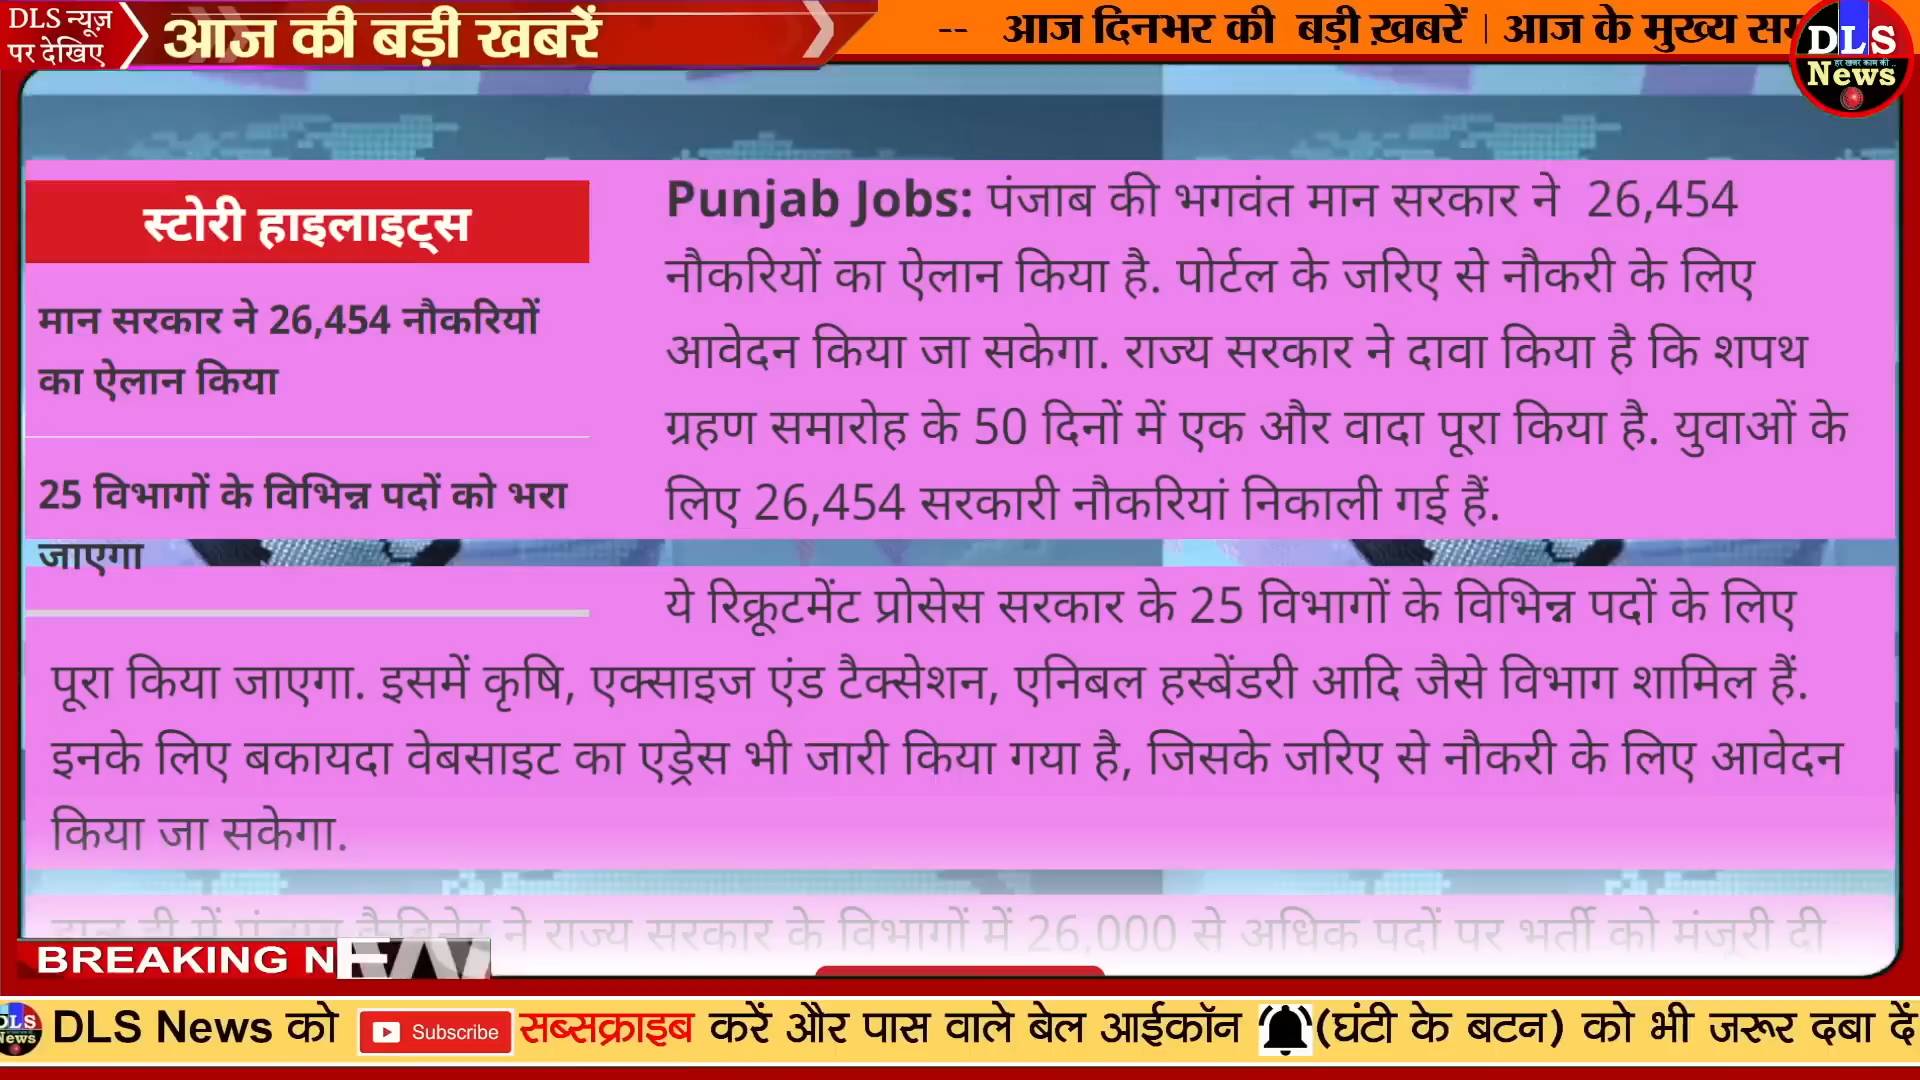 DLS न्यूज़
पर देखिए
आज की बड़ी खबरें
-- आज दिनभर की बड़ी ख़बरें | आज के मुख्य
DLS
हर खबर काम की ..
News
स्टोरी हाइलाइट्स
मान सरकार ने 26,454 नौकरियों
का ऐलान किया
25 विभागों के विभिन्न पदों को भरा
जाएगा
Punjab Jobs: पंजाब की भगवंत मान सरकार ने 26,454
नौकरियों का ऐलान किया है. पोर्टल के जरिए से नौकरी के लिए
आवेदन किया जा सकेगा. राज्य सरकार ने दावा किया है कि शपथ
ग्रहण समारोह के 50 दिनों में एक और वादा पूरा किया है. युवाओं के
लिए 26,454 सरकारी नौकरियां निकाली गई हैं.
ये रिक्रूटमेंट प्रोसेस सरकार के 25 विभागों के विभिन्न पदों के लिए
पूरा किया जाएगा. इसमें कृषि, एक्साइज एंड टैक्सेशन, एनिबल हस्बेंडरी आदि जैसे विभाग शामिल हैं.
इनके लिए बकायदा वेबसाइट का एड्रेस भी जारी किया गया है, जिसके जरिए से नौकरी के लिए आवेदन
किया जा सकेगा.
हाल ही में पंजाब कैबिनेट ने राज्य सरकार के विभागों में 26,000 से अधिक पदों पर भर्ती को मंजूरी दी
BREAKING NEW
DLS News
DLS News को Subscribe सब्सक्राइब करें और पास वाले बेल आईकॉन (घंटी के बटन) को भी जरूर दबा दें